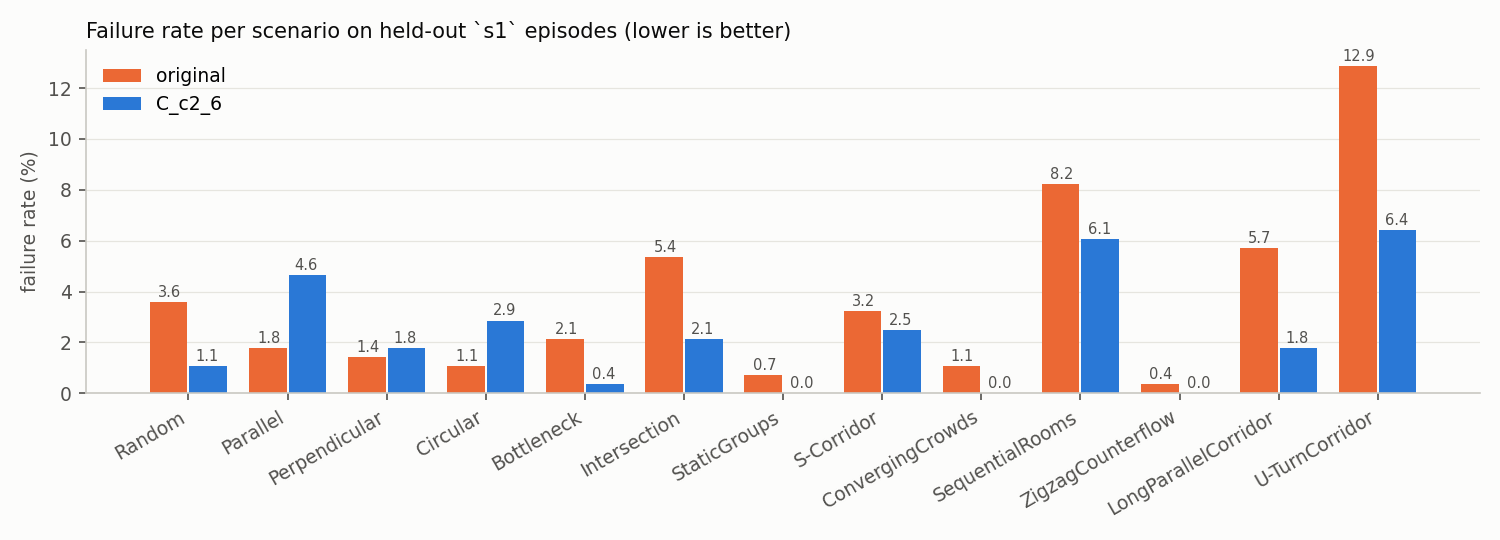 Failure rate per scenario on held-out `s1` episodes (lower is better)
original
C_c2_6
failure rate (%)
12
10
8
6
4
2
0
3.6
1.1
1.8
4.6
1.4
1.8
1.1
2.9
2.1
0.4
5.4
2.1
0.7
0.0
3.2
2.5
1.1
0.0
8.2
6.1
0.4
0.0
5.7
1.8
12.9
6.4
Random
Parallel
Perpendicular
Circular
Bottleneck
Intersection
StaticGroups
S-Corridor
ConvergingCrowds
SequentialRooms
ZigzagCounterflow
LongParallelCorridor
U-TurnCorridor